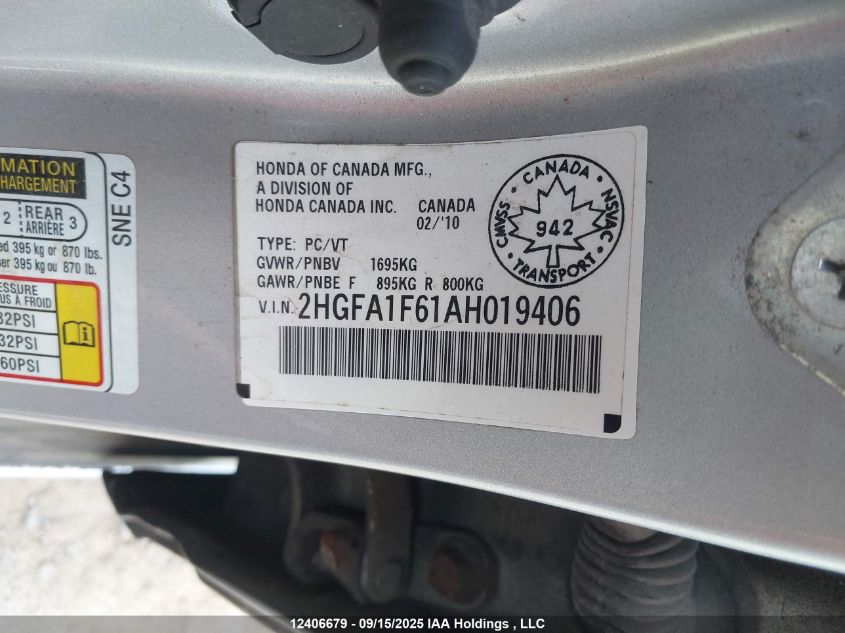 MATION
HARGEMENT
2 REAR 3
ARRIÈRE
ed 395 kg or 870 lbs.
ser 395 kg ou 870 lb.
ESSURE
US À FROID
32PSI
32PSI
60PSI
SNE C4
HONDA OF CANADA MFG.,
A DIVISION OF
HONDA CANADA INC. CANADA
02/'10
TYPE: PC/VT
GVWR/PNBV 1695KG
GAWR/PNBE F 895KG R 800KG
V.I.N. 2HGFA1F61AH019406
CANADA
CMVSS
942
NSVAC
TRANSPORT
12406679 - 09/15/2025 IAA Holdings , LLC